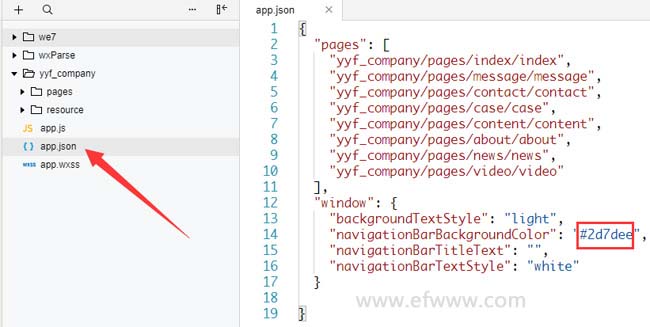 we7
wxParse
yyf_company
pages
resource
JS app.js
{ } app.json
wxss app.wxss
app.json
1 {
2 "pages": [
3 "yyf_company/pages/index/index",
4 "yyf_company/pages/message/message",
5 "yyf_company/pages/contact/contact",
6 "yyf_company/pages/case/case",
7 "yyf_company/pages/content/content",
8 "yyf_company/pages/about/about",
9 "yyf_company/pages/news/news",
10 "yyf_company/pages/video/video"
11 ],
12 "window": {
13 "backgroundTextStyle": "light",
14 "navigationBarBackgroundColor": "#2d7dee",
15 "navigationBarTitleText": "",
16 "navigationBarTextStyle": "white"
17 }
18
19 }
www.efwww.com